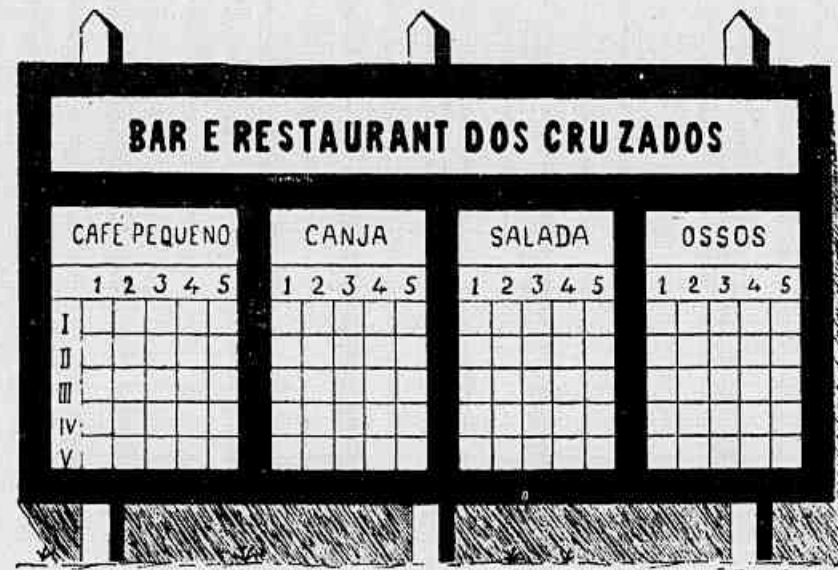 BAR E RESTAURANT DOS CRUZADOS
CAFÉ PEQUENO CANJA SALADA OSSOS
1 2 3 4 5 1 2 3 4 5 1 2 3 4 5 1 2 3 4 5
I
II
III
IV
V